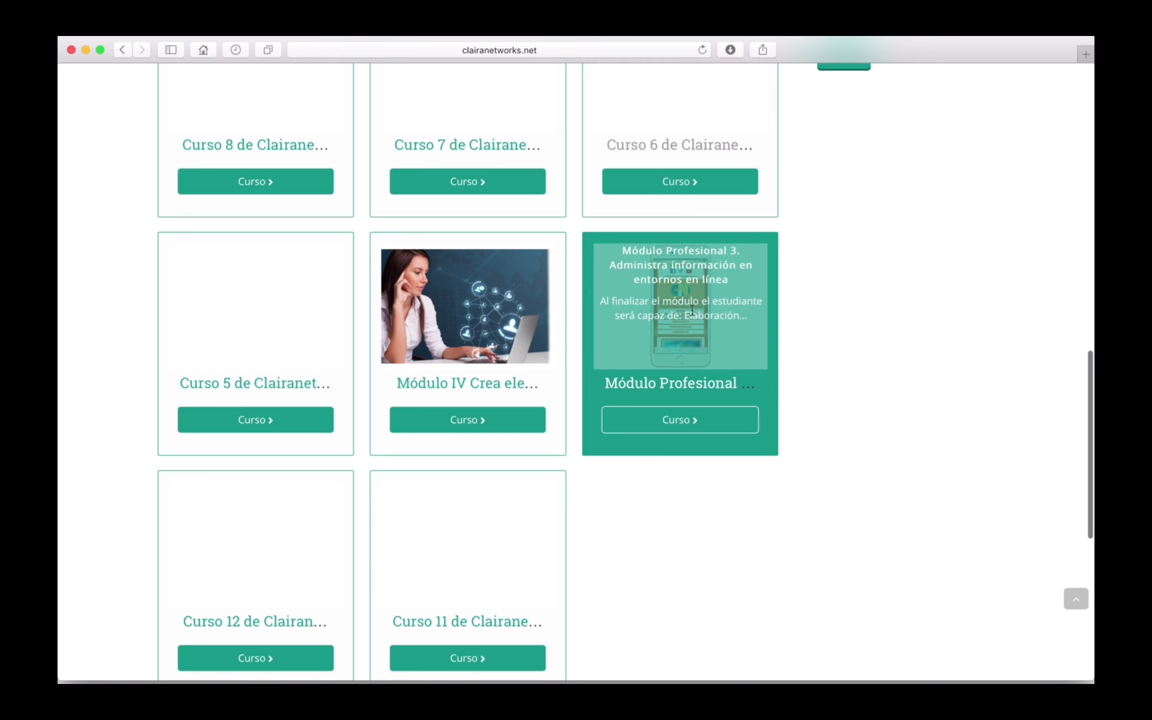 clairanetworks.net
Curso 8 de Clairane...
Curso 7 de Clairane...
Curso 6 de Clairane...
Curso
Curso
Curso
Módulo Profesional 3.
Administra información en
entornos en línea
Al finalizar el módulo el estudiante
será capaz de: Elaboración...
Curso 5 de Clairanet...
Módulo IV Crea ele...
Módulo Profesional ...
Curso
Curso
Curso
Curso 12 de Clairan...
Curso 11 de Clairane...
Curso
Curso